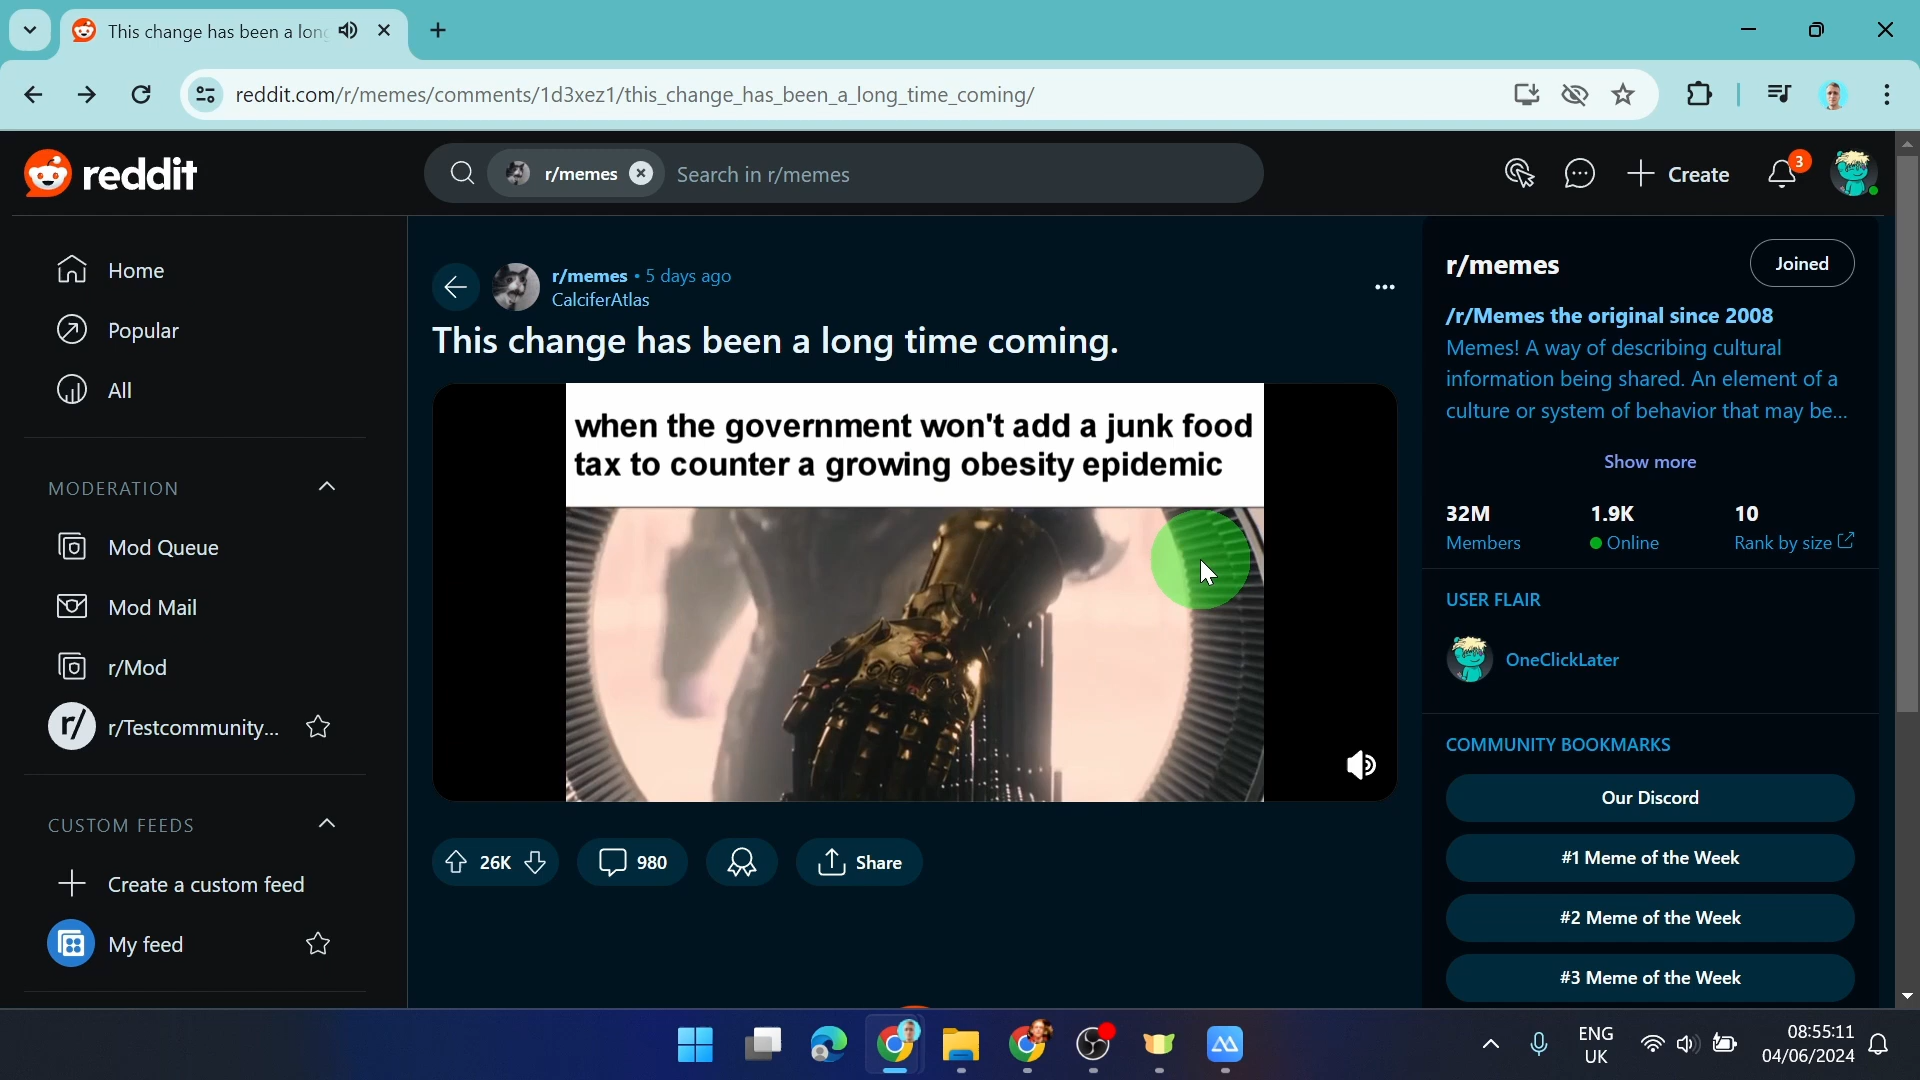 This change has been a lon
reddit.com/r/memes/comments/1d3xez1/this_change_has_been_a_long_time_coming/
reddit
r/memes
Search in r/memes
Create
3
Home
Popular
All
MODERATION
Mod Queue
Mod Mail
r/Mod
r/
r/Testcommunity...
CUSTOM FEEDS
Create a custom feed
My feed
r/memes • 5 days ago
CalciferAtlas
This change has been a long time coming.
when the government won't add a junk food
tax to counter a growing obesity epidemic
26K
980
Share
r/memes
Joined
/r/Memes the original since 2008
Memes! A way of describing cultural
information being shared. An element of a
culture or system of behavior that may be...
Show more
32M
1.9K
10
Members
Online
Rank by size
USER FLAIR
OneClickLater
COMMUNITY BOOKMARKS
Our Discord
#1 Meme of the Week
#2 Meme of the Week
#3 Meme of the Week
ENG
UK
08:55:11
04/06/2024